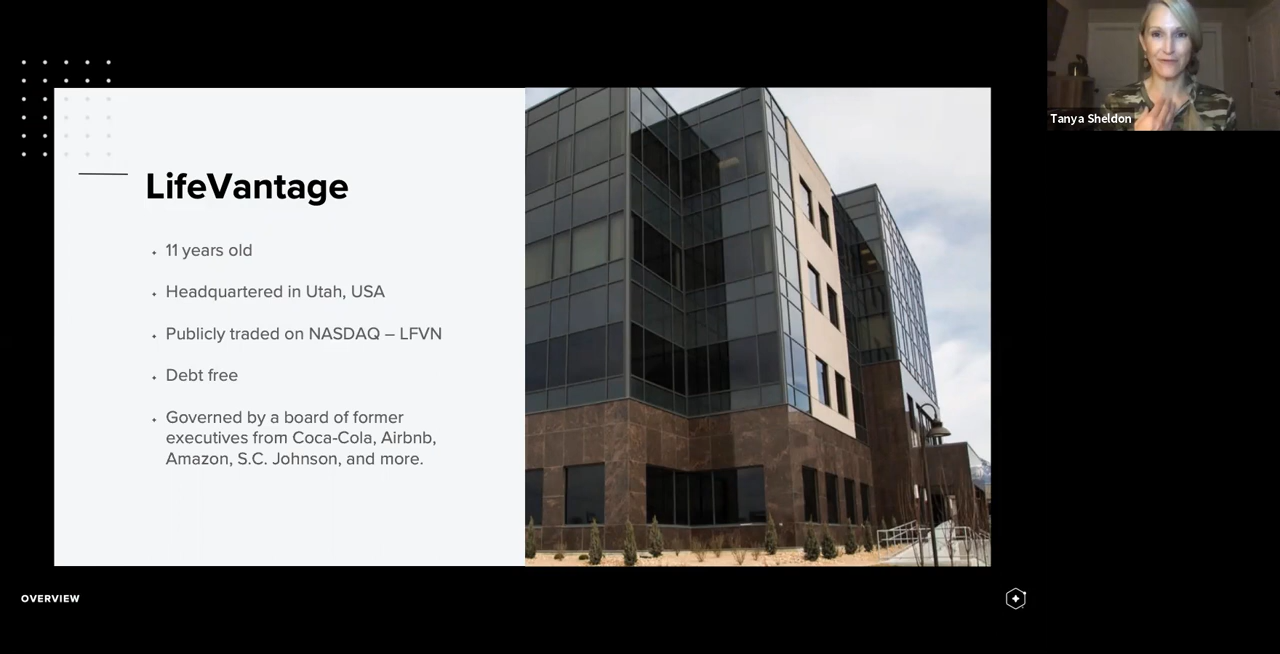 Tanya Sheldon
LifeVantage
11 years old
Headquartered in Utah, USA
Publicly traded on NASDAQ – LFVN
Debt free
Governed by a board of former
executives from Coca-Cola, Airbnb,
Amazon, S.C. Johnson, and more.
OVERVIEW